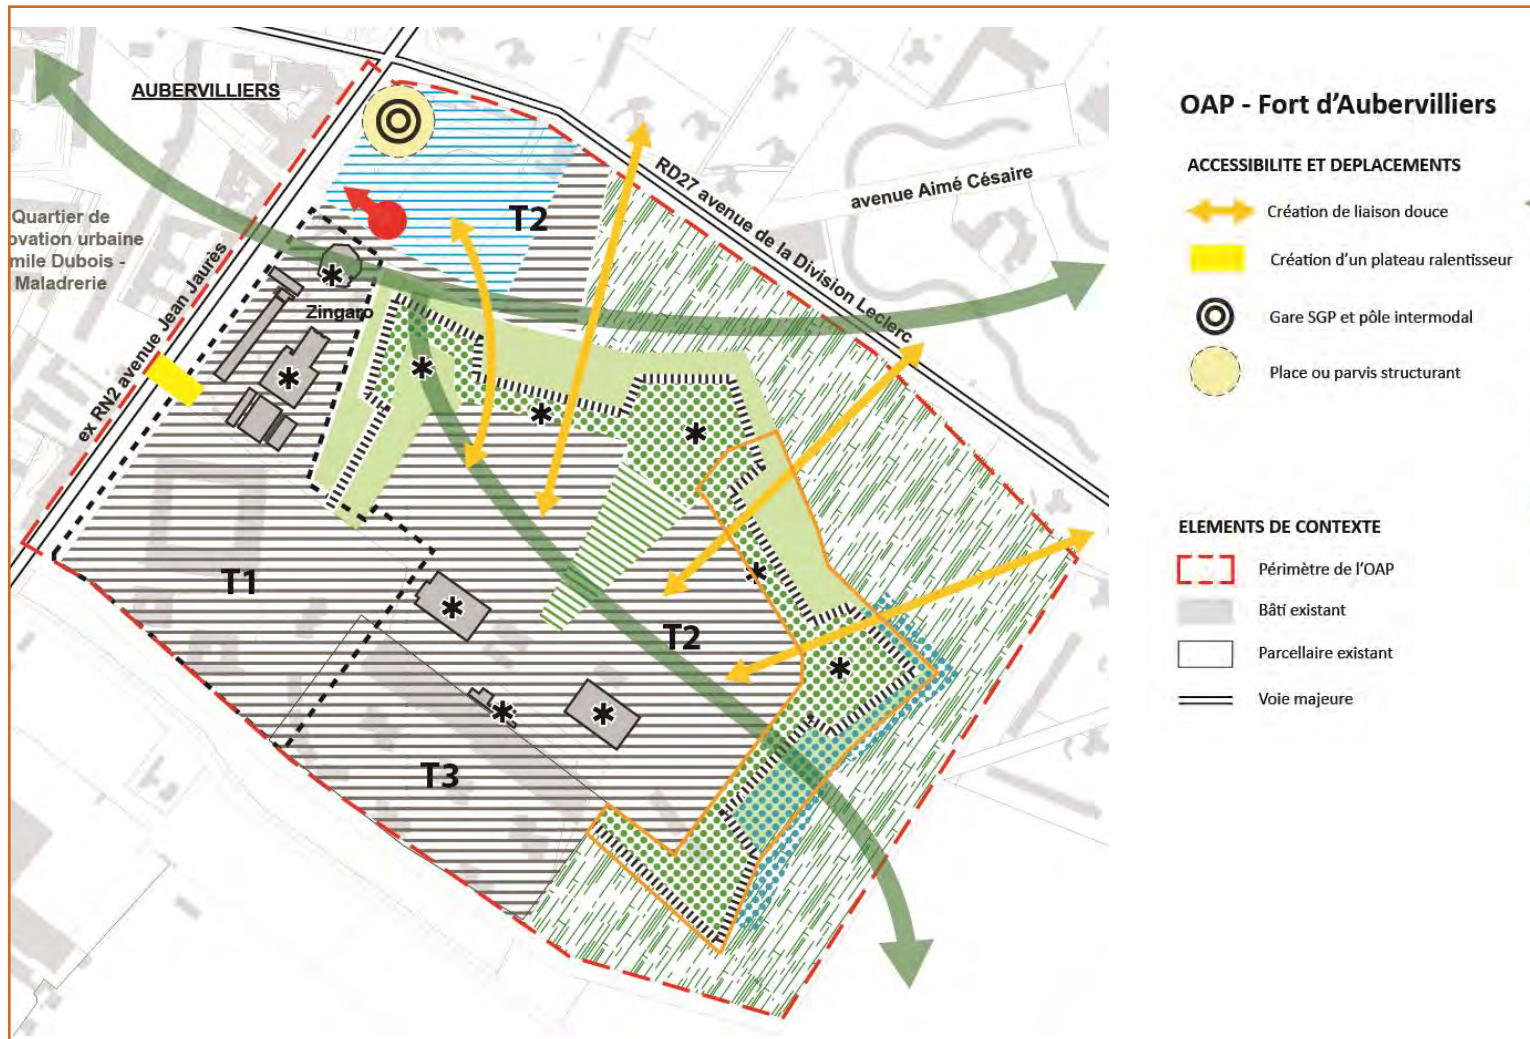 AUBERVILLIERS
Quartier de
ovation urbaine
mile Dubois -
Maladrerie
ex RN2 avenue Jean Jaurès
RD27 avenue de la Division Leclerc
avenue Aimé Césaire
T2
Zingaro
T1
T2
T3
OAP - Fort d'Aubervilliers
ACCESSIBILITE ET DEPLACEMENTS
Création de liaison douce
Création d'un plateau ralentisseur
Gare SGP et pôle intermodal
Place ou parvis structurant
ELEMENTS DE CONTEXTE
Périmètre de l'OAP
Bâti existant
Parcellaire existant
Voie majeure